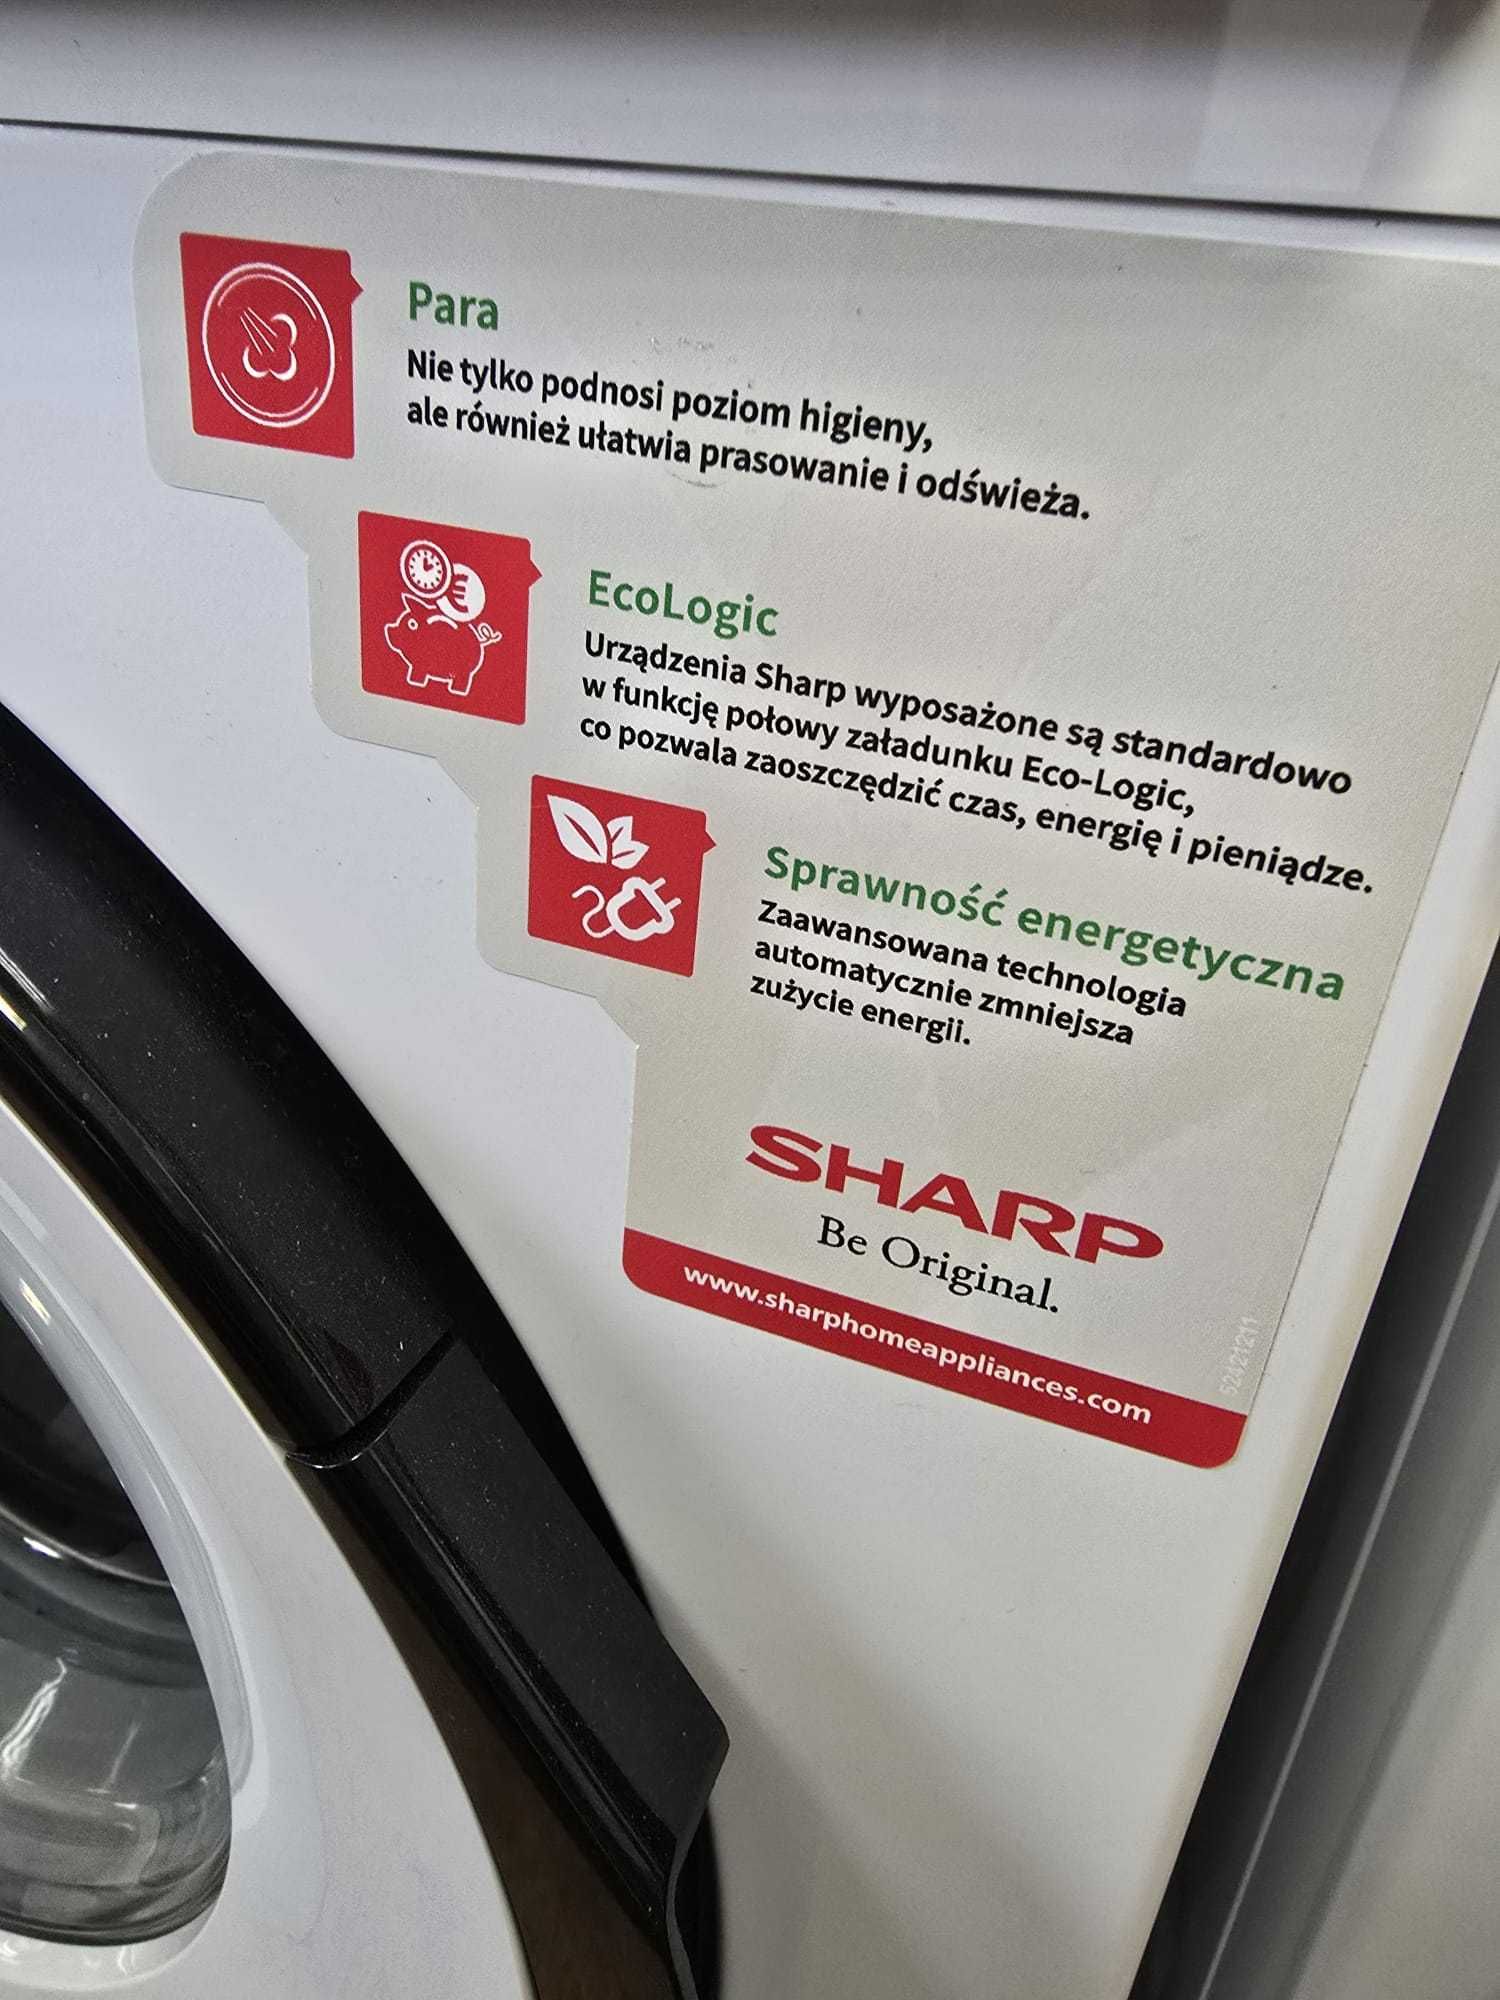 Para
Nie tylko podnosi poziom higieny,
ale również ułatwia prasowanie i odświeża.
EcoLogic
Urządzenia Sharp wyposażone są standardowo
w funkcję połowy załadunku Eco-Logic,
co pozwala zaoszczędzić czas, energię i pieniądze.
Sprawność energetyczna
Zaawansowana technologia
automatycznie zmniejsza
zużycie energii.
SHARP
Be Original.
www.sharphomeappliances.com